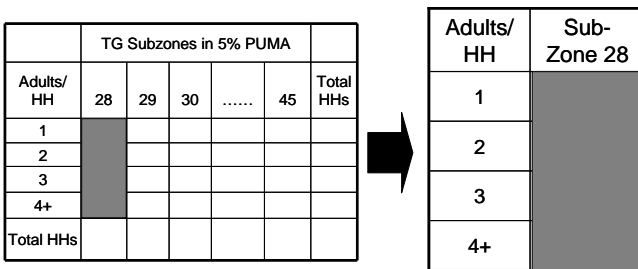 TG Subzones in 5% PUMA
Adults/
HH
28
29
30
......
45
Total
HHs
1
2
3
4+
Total HHs
Adults/
HH
Sub-
Zone 28
1
2
3
4+